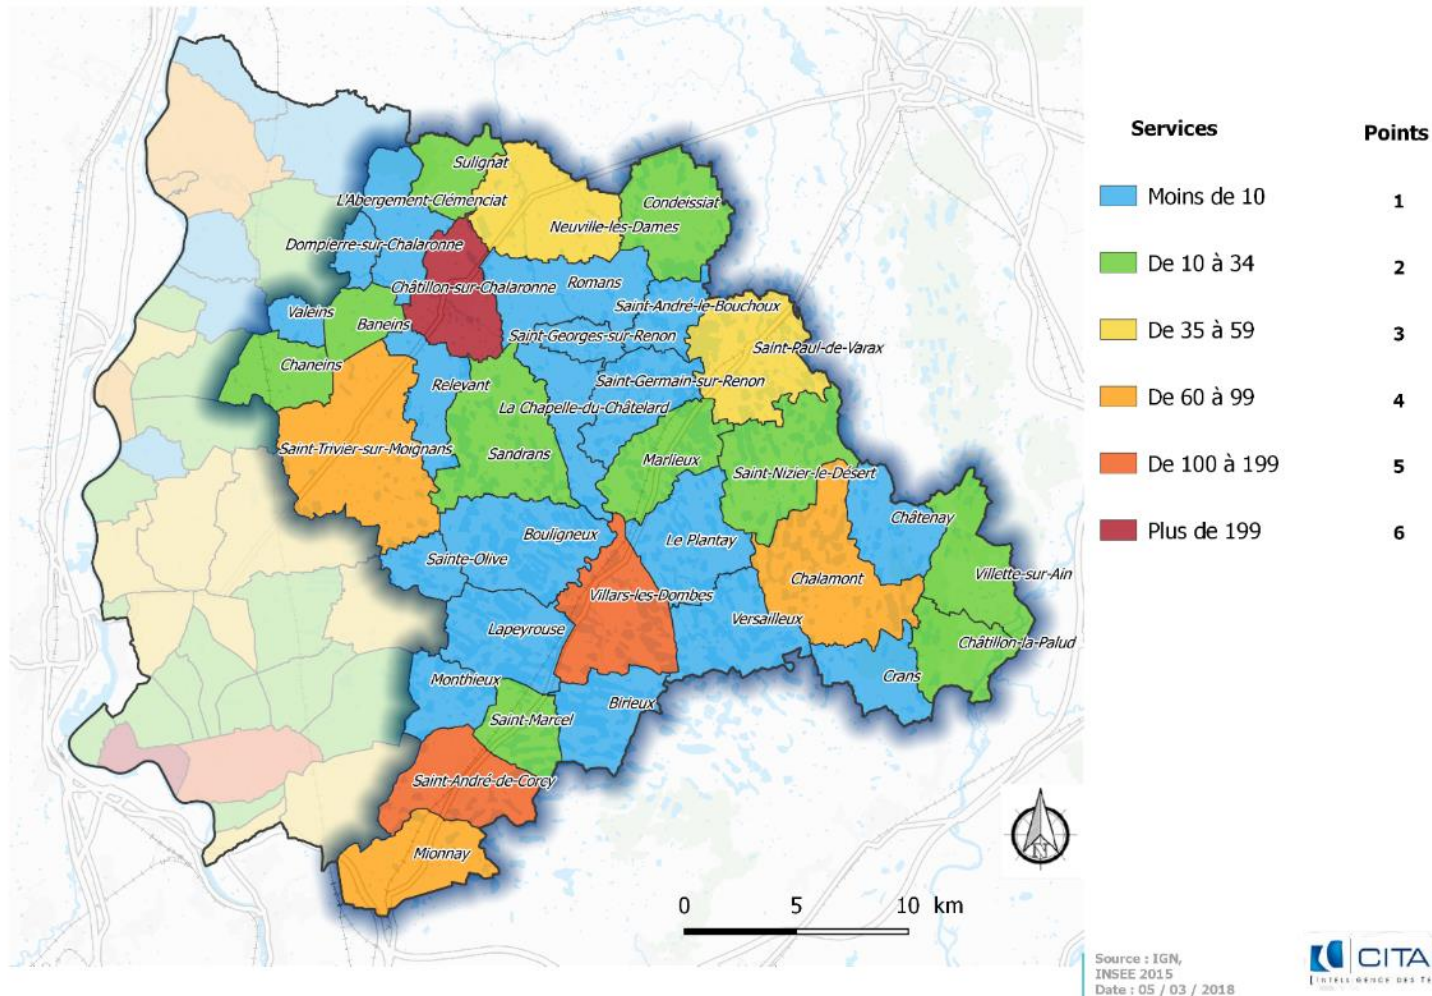 Services Points
Moins de 10 1
De 10 à 34 2
De 35 à 59 3
De 60 à 99 4
De 100 à 199 5
Plus de 199 6
Sulignat
L'Abergement-Clémenciat
Condeissiat
Neuville-les-Dames
Dompierre-sur-Chalaronne
Châtillon-sur-Chalaronne
Romans
Saint-André-le-Bouchoux
Valeins
Baneins
Saint-Georges-sur-Renon
Saint-Paul-de-Varax
Chaneins
Relevant
Saint-Germain-sur-Renon
La Chapelle-du-Châtelard
Saint-Trivier-sur-Moignans
Sandrans
Marlieux
Saint-Nizier-le-Désert
Châtenay
Bouligneux
Le Plantay
Sainte-Olive
Chalamont
Villette-sur-Ain
Villars-les-Dombes
Versailleux
Lapeyrouse
Châtillon-la-Palud
Monthieux
Crans
Birieux
Saint-Marcel
Saint-André-de-Corcy
Mionnay
N
0 5 10 km
Source : IGN,
INSEE 2015
Date : 05 / 03 / 2018
CITA